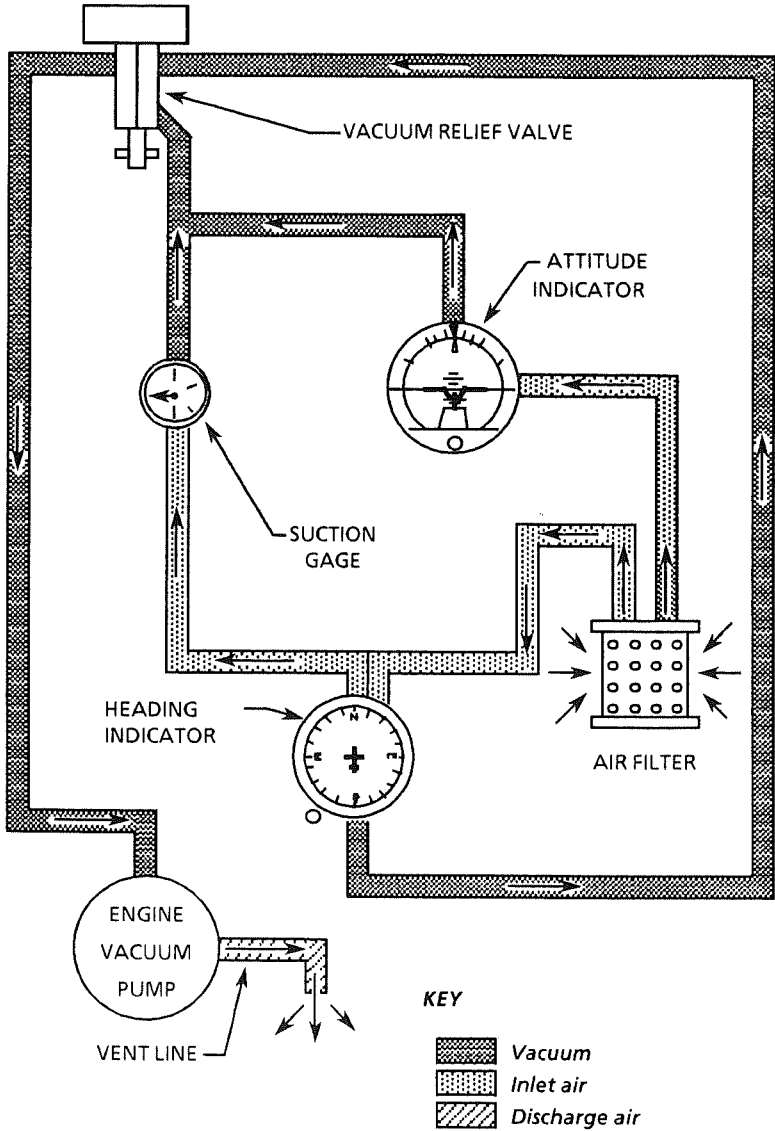 VACUUM RELIEF VALVE
ATTITUDE
INDICATOR
SUCTION
GAGE
HEADING
INDICATOR
N
AIR FILTER
ENGINE
VACUUM
PUMP
VENT LINE
KEY
Vacuum
Inlet air
Discharge air